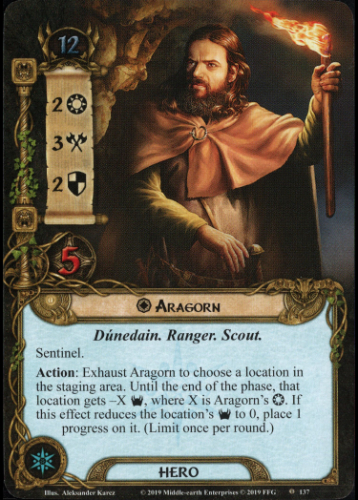 12
2
3
2
5
ARAGORN
Dúnedain. Ranger. Scout.
Sentinel.
Action: Exhaust Aragorn to choose a location
in the staging area. Until the end of the phase, that
location gets –X , where X is Aragorn's . If
this effect reduces the location's to 0, place 1
progress on it. (Limit once per round.)
HERO
Illus. Aleksander Karcz © 2019 Middle-earth Enterprises © 2019 FFG 137